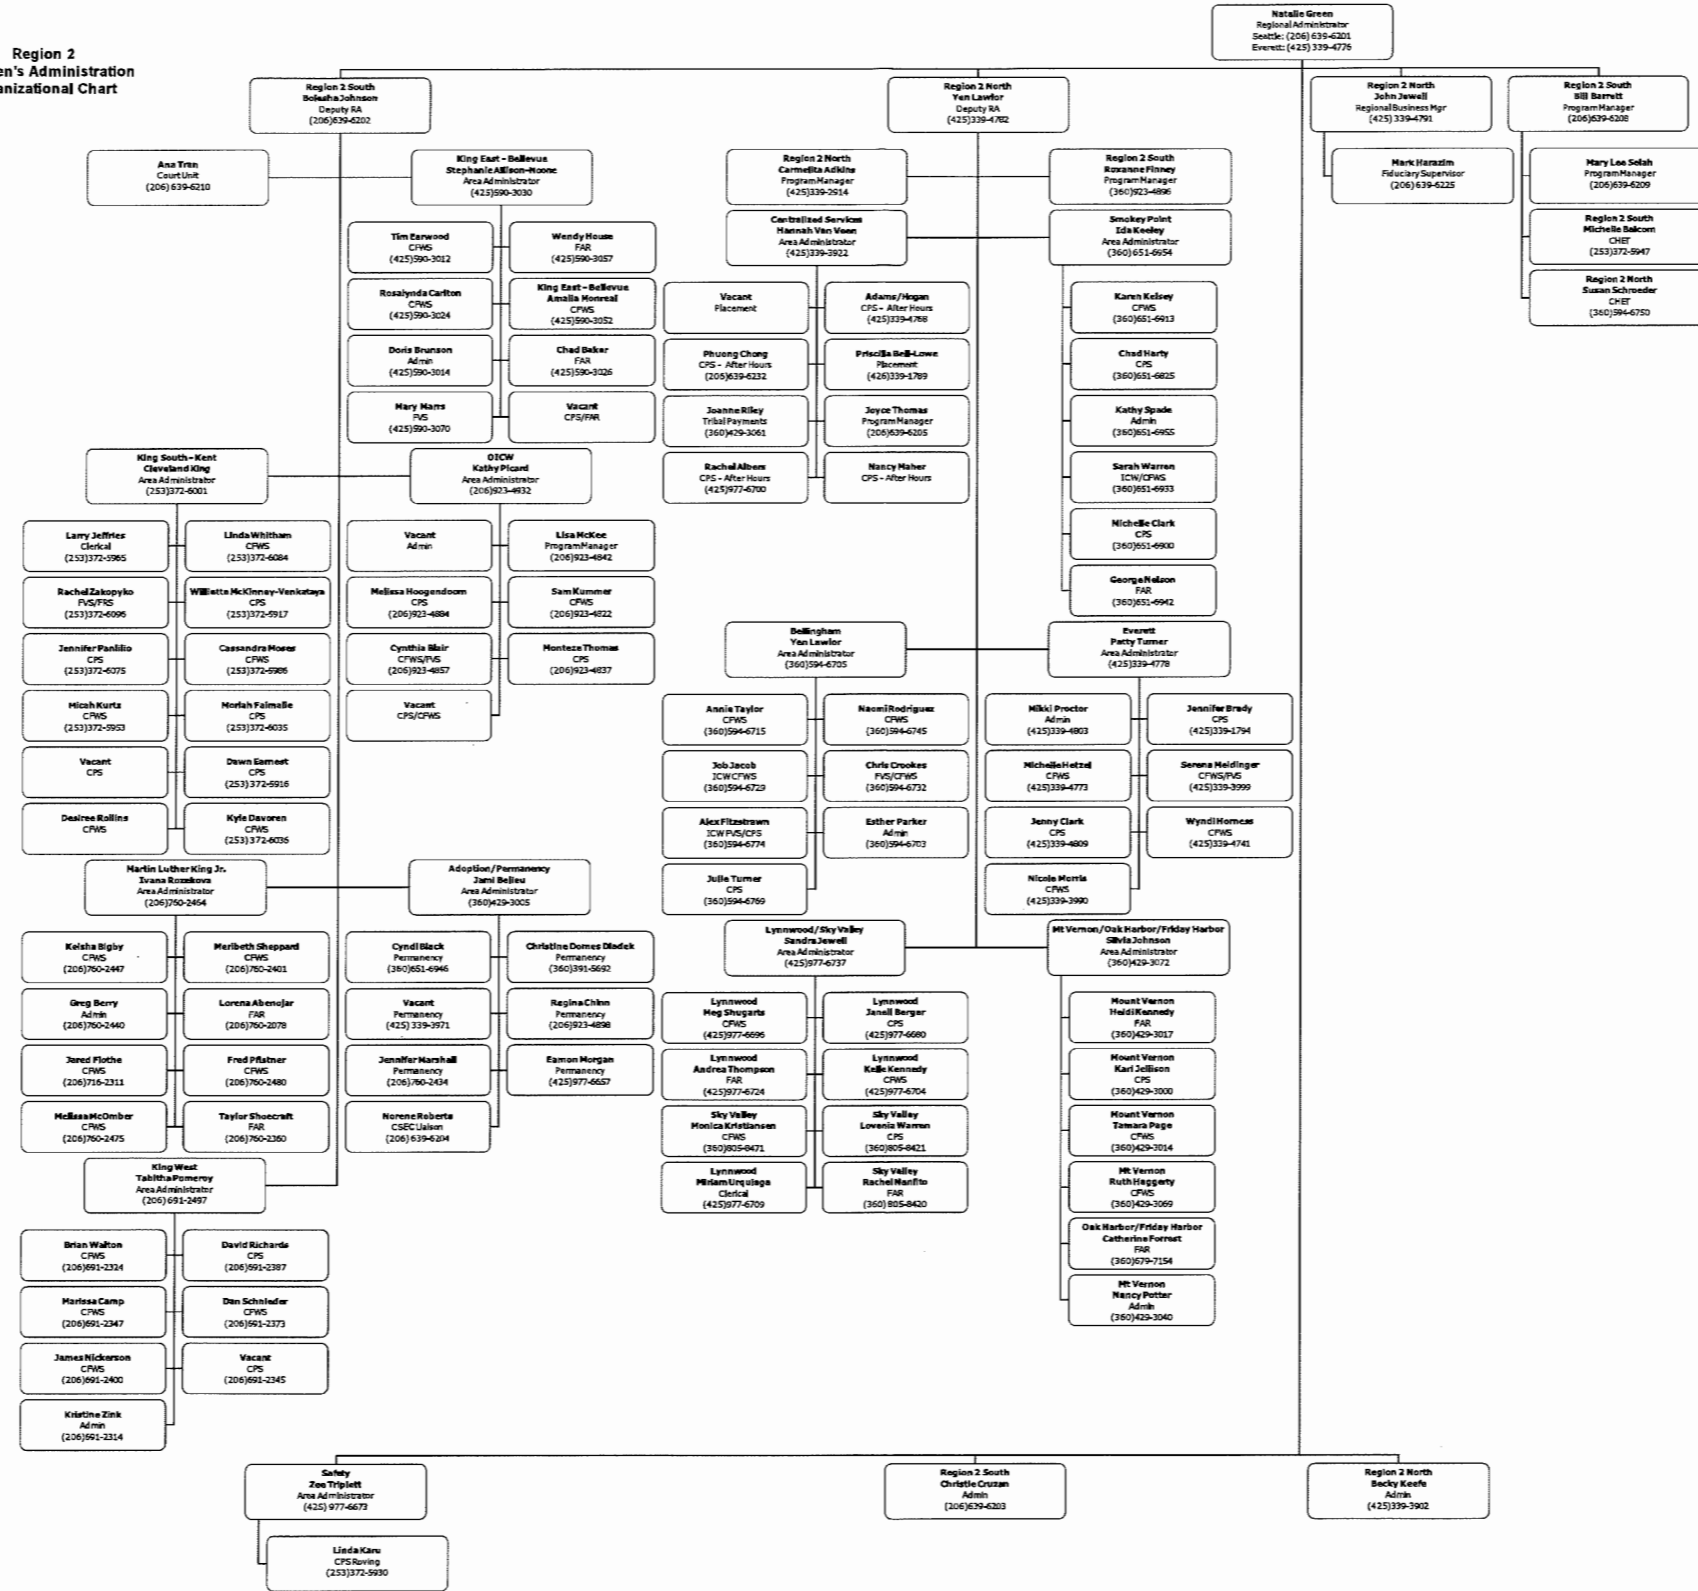 Region 2
en's Administration
anizational Chart
Natalie Green
Regional Administrator
Seattle: (206) 639-6201
Everett: (425) 339-4776
Region 2 South
Bolesha Johnson
Deputy RA
(206)639-6202
Region 2 North
Yen Lawlor
Deputy RA
(425)339-4782
Region 2 North
John Jewell
Regional Business Mgr
(425) 339-4791
Region 2 South
Bill Barrett
Program Manager
(206)639-6208
Ana Tran
Court Unit
(206) 639-6210
King East - Bellevue
Stephanie Allison-Noone
Area Administrator
(425)590-3030
Region 2 North
Carmelita Adkins
Program Manager
(425)339-2914
Region 2 South
Roxanne Finney
Program Manager
(360)923-4896
Mark Harazim
Fiduciary Supervisor
(206) 639-6225
Mary Lee Selah
Program Manager
(206)639-6209
Region 2 South
Michelle Balcom
CHET
(253)372-5947
Region 2 North
Susan Schroeder
CHET
(360)594-6750
Tim Earwood
CFWS
(425)590-3012
Wendy House
FAR
(425)590-3057
Rosalynda Carlton
CFWS
(425)590-3024
King East - Bellevue
Amalia Monreal
CFWS
(425)590-3052
Doris Brunson
Admin
(425)590-3014
Chad Baker
FAR
(425)590-3026
Mary Marrs
FVS
(425)590-3070
Vacant
CPS/FAR
Centralized Services
Hannah Van Veen
Area Administrator
(425)339-3922
Smokey Point
Ida Keeley
Area Administrator
(360) 651-6954
Vacant
Placement
Adams/Hogan
CPS - After Hours
(425)339-4768
Phuong Chong
CPS - After Hours
(206)639-6232
Priscilla Bell-Lowe
Placement
(426)339-1789
Joanne Riley
Tribal Payments
(360)429-3061
Joyce Thomas
Program Manager
(206)639-6205
Rachel Albers
CPS - After Hours
(425)977-6700
Nancy Maher
CPS - After Hours
Karen Kelsey
CFWS
(360)651-6913
Chad Harty
CPS
(360)651-6825
Kathy Spade
Admin
(360)651-6955
Sarah Warren
ICW/CFWS
(360)651-6933
Michelle Clark
CPS
(360)651-6900
George Nelson
FAR
(360)651-6942
King South - Kent
Cleveland King
Area Administrator
(253)372-6001
OICW
Kathy Picard
Area Administrator
(206)923-4932
Larry Jeffries
Clerical
(253)372-5965
Linda Whitham
CFWS
(253)372-6084
Rachel Zakopyko
FVS/FRS
(253)372-6096
Williette McKinney-Venkataya
CPS
(253)372-5917
Jennifer Panlilio
CPS
(253)372-6075
Cassandra Moses
CFWS
(253)372-5986
Micah Kurtz
CFWS
(253)372-5953
Moriah Faimalie
CPS
(253)372-6035
Vacant
CPS
Dawn Earnest
CPS
(253) 372-5916
Desiree Rollins
CFWS
Kyle Davoren
CFWS
(253) 372-6036
Vacant
Admin
Lisa McKee
Program Manager
(206)923-4842
Melissa Hoogendoorn
CPS
(206)923-4884
Sam Kummer
CFWS
(206)923-4822
Cynthia Blair
CFWS/FVS
(206)923-4857
Monteze Thomas
CPS
(206)923-4837
Vacant
CPS/CFWS
Bellingham
Yen Lawlor
Area Administrator
(360)594-6705
Everett
Patty Turner
Area Administrator
(425)339-4778
Annie Taylor
CFWS
(360)594-6715
Naomi Rodriguez
CFWS
(360)594-6745
Job Jacob
ICW CFWS
(360)594-6729
Chris Crookes
FVS/CFWS
(360)594-6732
Alex Fitzstrawn
ICW FVS/CPS
(360)594-6774
Esther Parker
Admin
(360)594-6703
Julie Turner
CPS
(360)594-6769
Mikki Proctor
Admin
(425)339-4803
Jennifer Brady
CPS
(425)339-1794
Michelle Hetzel
CFWS
(425)339-4773
Serena Meidinger
CFWS/FVS
(425)339-3999
Jenny Clark
CPS
(425)339-4809
Wyndi Horness
CFWS
(425)339-4741
Nicole Morris
CFWS
(425)339-3990
Martin Luther King Jr.
Ivana Rozekova
Area Administrator
(206)760-2464
Adoption/Permanency
Jami Belieu
Area Administrator
(360)429-3005
Keisha Bigby
CFWS
(206)760-2447
Meribeth Sheppard
CFWS
(206)760-2401
Greg Berry
Admin
(206)760-2440
Lorena Abenojar
FAR
(206)760-2078
Jared Flothe
CFWS
(206)716-2311
Fred Pfistner
CFWS
(206)760-2480
Melissa McOmber
CFWS
(206)760-2475
Taylor Shoecraft
FAR
(206)760-2360
Cyndi Black
Permanency
(360)651-6946
Christine Domes Dladek
Permanency
(360)391-5692
Vacant
Permanency
(425) 339-3971
Regina Chinn
Permanency
(206)923-4898
Jennifer Marshall
Permanency
(206)760-2434
Eamon Morgan
Permanency
(425)977-6657
Norene Roberts
CSEC Liaison
(206) 639-6204
Lynnwood/Sky Valley
Sandra Jewell
Area Administrator
(425)977-6737
Mt Vernon/Oak Harbor/Friday Harbor
Silvia Johnson
Area Administrator
(360)429-3072
Lynnwood
Meg Shugarts
CFWS
(425)977-6696
Lynnwood
Janell Berger
CPS
(425)977-6680
Lynnwood
Andrea Thompson
FAR
(425)977-6724
Lynnwood
Kelle Kennedy
CFWS
(425)977-6704
Sky Valley
Monica Kristiansen
CFWS
(360)805-8471
Sky Valley
Lovenia Warren
CPS
(360)805-8421
Lynnwood
Miriam Urquiaga
Clerical
(425)977-6709
Sky Valley
Rachel Nanfito
FAR
(360) 805-8420
Mount Vernon
Heidi Kennedy
FAR
(360)429-3017
Mount Vernon
Kari Jellison
CPS
(360)429-3000
Mount Vernon
Tamara Page
CFWS
(360)429-3014
Mt Vernon
Ruth Haggerty
CFWS
(360)429-3069
Oak Harbor/Friday Harbor
Catherine Forrest
FAR
(360)679-7154
Mt Vernon
Nancy Potter
Admin
(360)429-3040
King West
Tabitha Pomeroy
Area Administrator
(206) 691-2497
Brian Walton
CFWS
(206)691-2324
David Richards
CPS
(206)691-2387
Marissa Camp
CFWS
(206)691-2347
Dan Schnieder
CFWS
(206)691-2373
James Nickerson
CFWS
(206)691-2400
Vacant
CPS
(206)691-2345
Kristine Zink
Admin
(206)691-2314
Safety
Zoe Triplett
Area Administrator
(425) 977-6673
Region 2 South
Christie Cruzan
Admin
(206)639-6203
Region 2 North
Becky Keefe
Admin
(425)339-3902
Linda Karu
CPS Roving
(253)372-5930